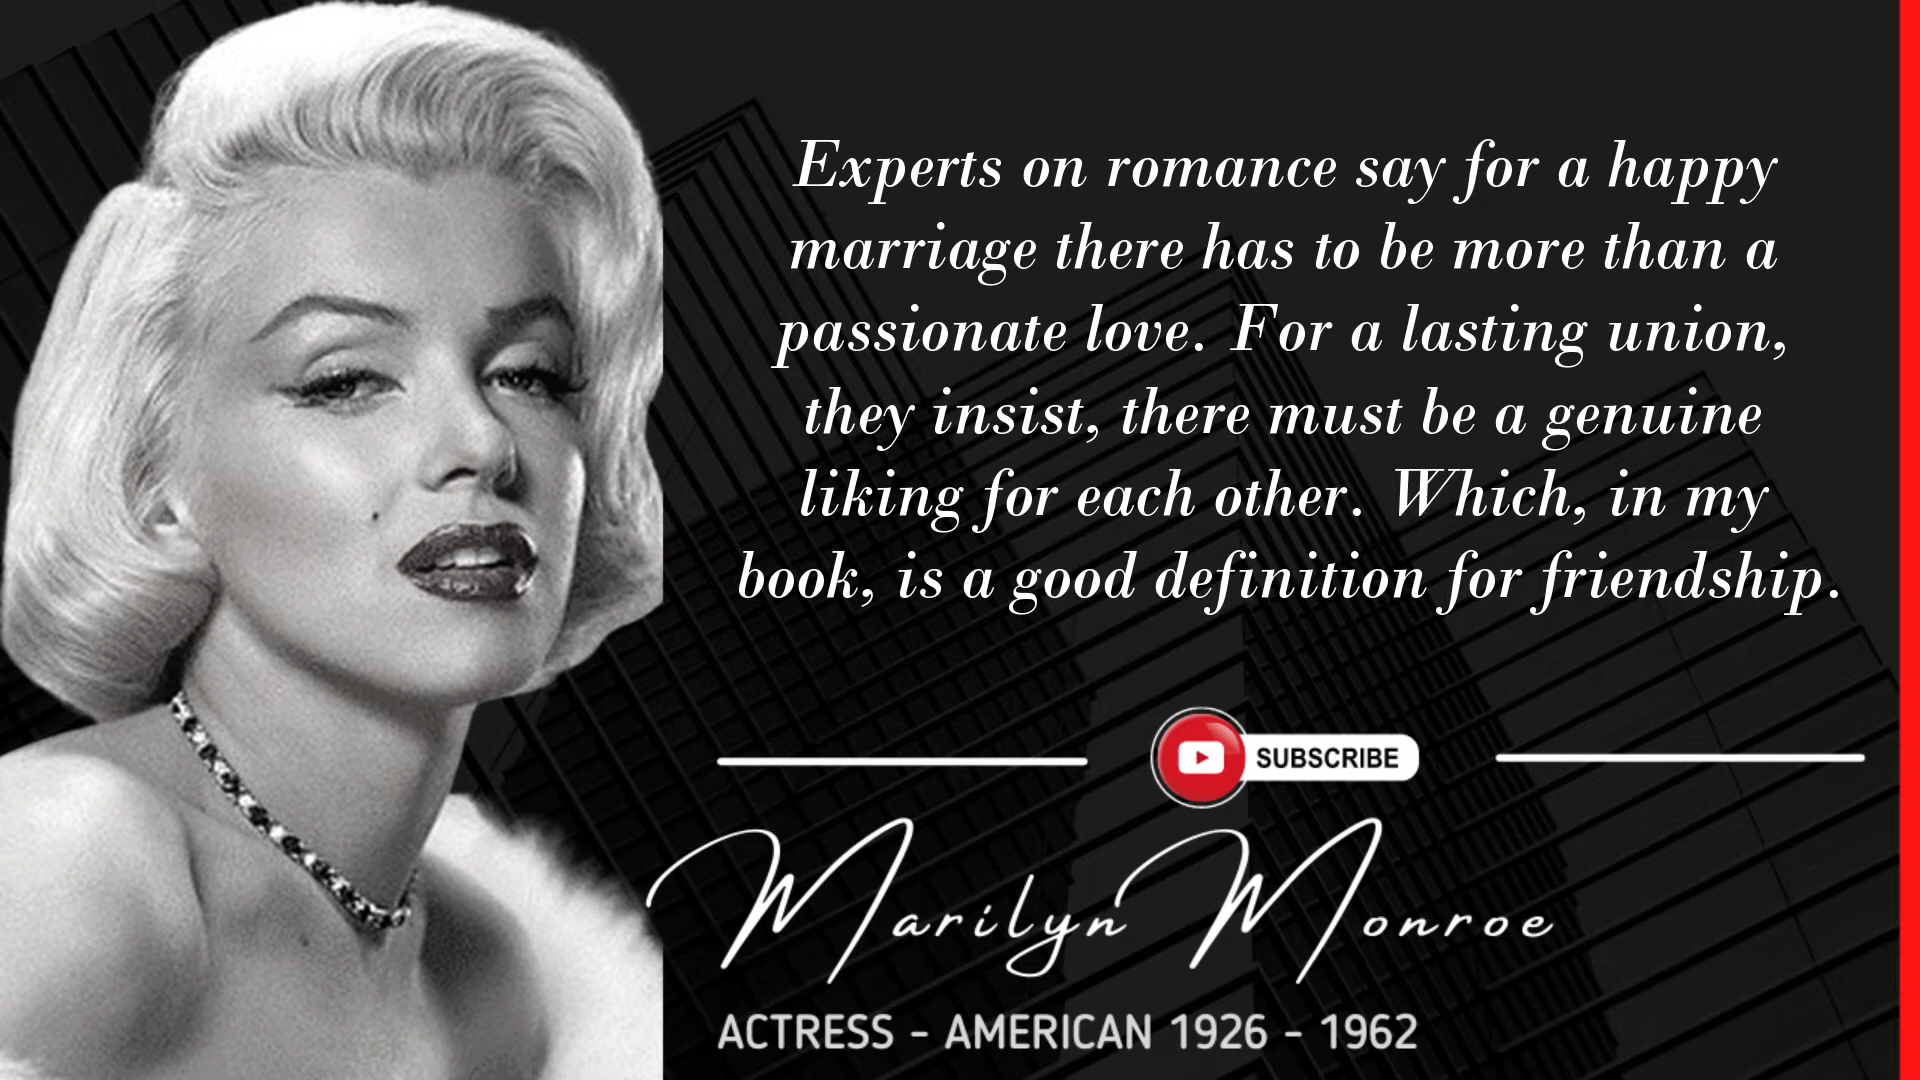 Experts on romance say for a happy
marriage there has to be more than a
passionate love. For a lasting union,
they insist, there must be a genuine
liking for each other. Which, in my
book, is a good definition for friendship.
SUBSCRIBE
Marilyn Monroe
ACTRESS - AMERICAN 1926 - 1962